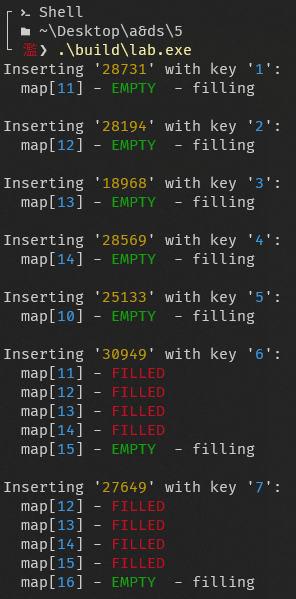 Shell
~\Desktop\a&ds\5
❯ .\build\lab.exe
Inserting '28731' with key '1':
map[11] - EMPTY - filling
Inserting '28194' with key '2':
map[12] - EMPTY - filling
Inserting '18968' with key '3':
map[13] - EMPTY - filling
Inserting '28569' with key '4':
map[14] - EMPTY - filling
Inserting '25133' with key '5':
map[10] - EMPTY - filling
Inserting '30949' with key '6':
map[11] - FILLED
map[12] - FILLED
map[13] - FILLED
map[14] - FILLED
map[15] - EMPTY - filling
Inserting '27649' with key '7':
map[12] - FILLED
map[13] - FILLED
map[14] - FILLED
map[15] - FILLED
map[16] - EMPTY - filling